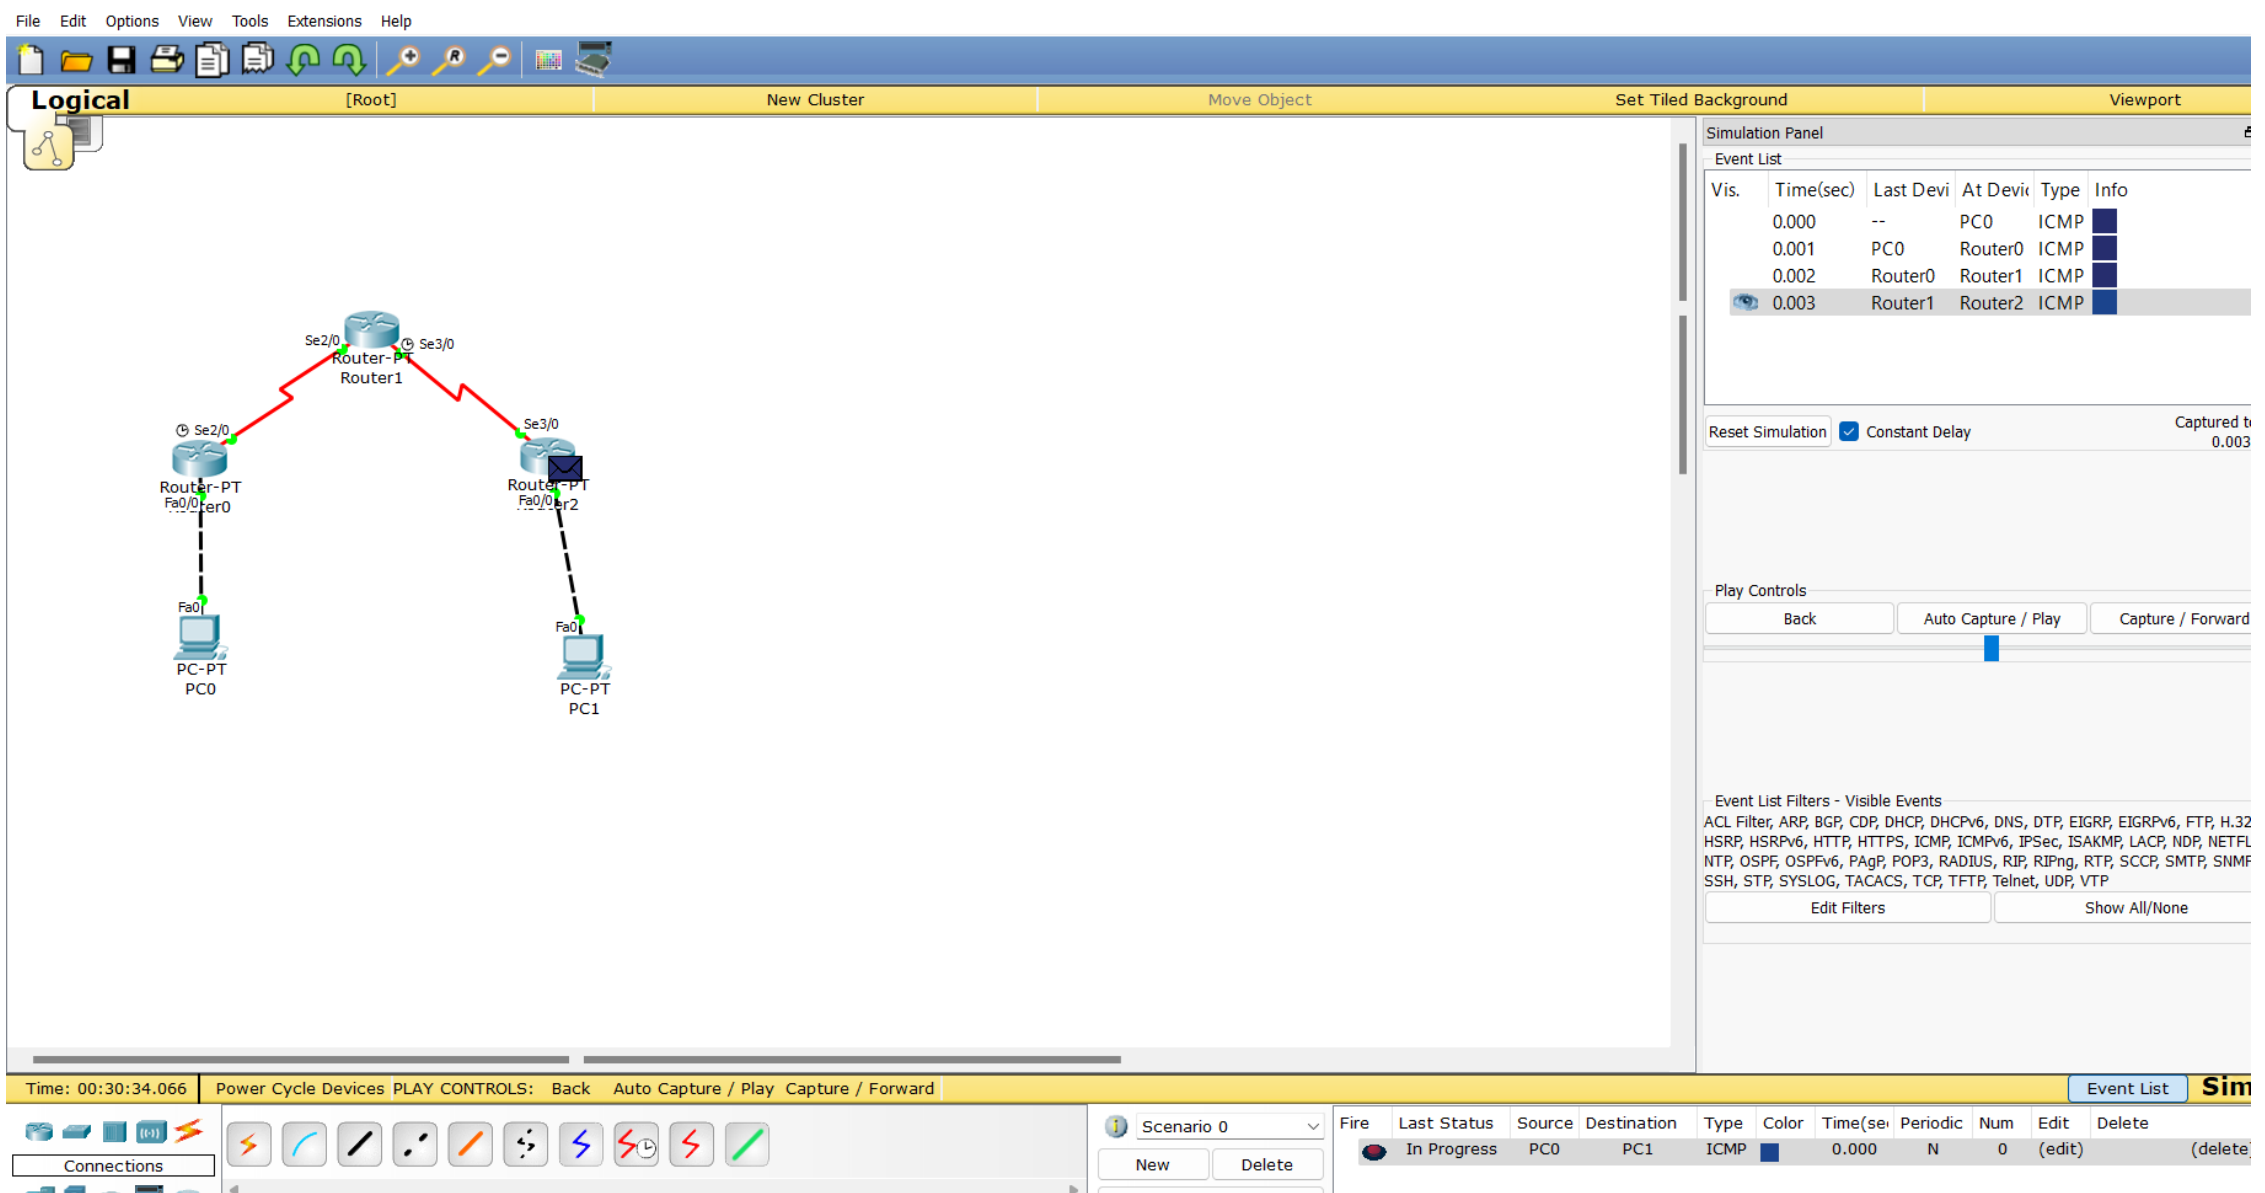 File Edit Options View Tools Extensions Help
Logical [Root] New Cluster Move Object Set Tiled Background Viewport
Simulation Panel
Event List
Vis. Time(sec) Last Devi At Devic Type Info
0.000 -- PC0 ICMP
0.001 PC0 Router0 ICMP
0.002 Router0 Router1 ICMP
0.003 Router1 Router2 ICMP
Reset Simulation Constant Delay Captured to
0.003
Play Controls
Back Auto Capture / Play Capture / Forward
Event List Filters - Visible Events
ACL Filter, ARP, BGP, CDP, DHCP, DHCPv6, DNS, DTP, EIGRP, EIGRPv6, FTP, H.32
HSRP, HSRPv6, HTTP, HTTPS, ICMP, ICMPv6, IPSec, ISAKMP, LACP, NDP, NETFL
NTP, OSPF, OSPFv6, PAgP, POP3, RADIUS, RIP, RIPng, RTP, SCCP, SMTP, SNMP
SSH, STP, SYSLOG, TACACS, TCP, TFTP, Telnet, UDP, VTP
Edit Filters Show All/None
Se2/0 Se3/0
Router-PT
Router1
Se2/0
Router-PT
Fa0/0
Se3/0
Router-PT
Fa0/0
Fa0
PC-PT
PC0
Fa0
PC-PT
PC1
Time: 00:30:34.066 Power Cycle Devices PLAY CONTROLS: Back Auto Capture / Play Capture / Forward Event List Sim
Connections
Scenario 0
New Delete
Fire Last Status Source Destination Type Color Time(sec Periodic Num Edit Delete
In Progress PC0 PC1 ICMP 0.000 N 0 (edit) (delete)